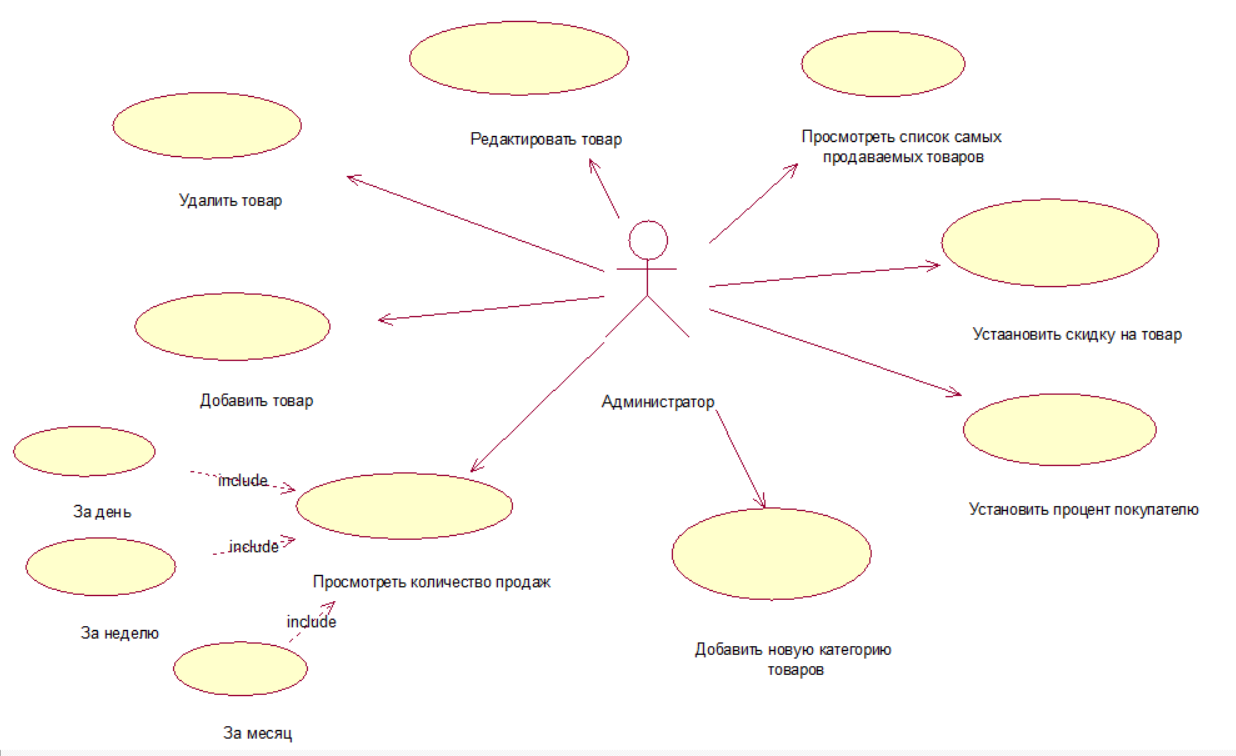 Редактировать товар
Просмотреть список самых
продаваемых товаров
Удалить товар
Устаановить скидку на товар
Добавить товар
Администратор
include
За день
Установить процент покупателю
include
Просмотреть количество продаж
include
За неделю
Добавить новую категорию
товаров
За месяц